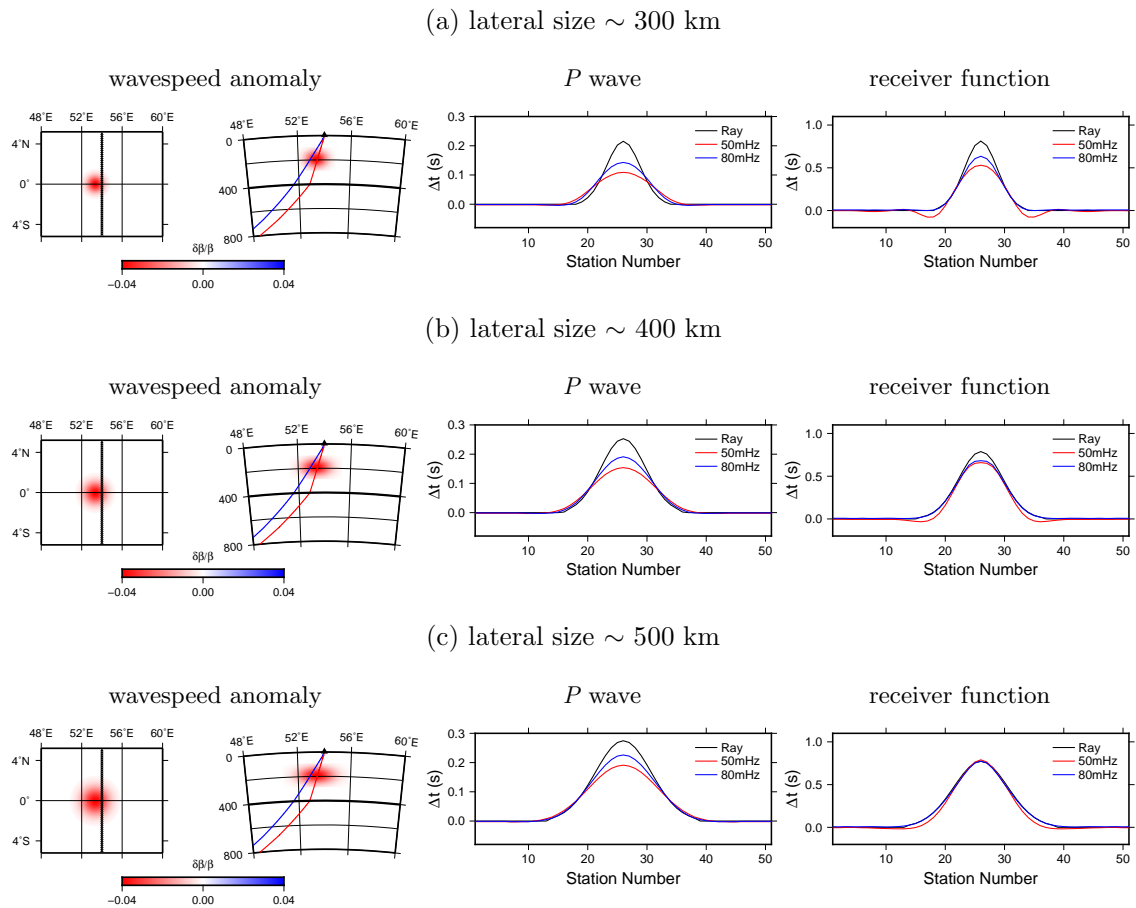 (a) lateral size ∼ 300 km
wavespeed anomaly
P wave
receiver function
48˚E 52˚E 56˚E 60˚E
4˚N
0˚
4˚S
48˚E 52˚E 56˚E 60˚E
0
400
800
δβ/β
−0.04 0.00 0.04
0.3
0.2
0.1
0.0
Δt (s)
Ray
50mHz
80mHz
10 20 30 40 50
Station Number
1.0
0.5
0.0
Δt (s)
Ray
50mHz
80mHz
10 20 30 40 50
Station Number
(b) lateral size ∼ 400 km
wavespeed anomaly
P wave
receiver function
48˚E 52˚E 56˚E 60˚E
4˚N
0˚
4˚S
48˚E 52˚E 56˚E 60˚E
0
400
800
δβ/β
−0.04 0.00 0.04
0.3
0.2
0.1
0.0
Δt (s)
Ray
50mHz
80mHz
10 20 30 40 50
Station Number
1.0
0.5
0.0
Δt (s)
Ray
50mHz
80mHz
10 20 30 40 50
Station Number
(c) lateral size ∼ 500 km
wavespeed anomaly
P wave
receiver function
48˚E 52˚E 56˚E 60˚E
4˚N
0˚
4˚S
48˚E 52˚E 56˚E 60˚E
0
400
800
δβ/β
−0.04 0.00 0.04
0.3
0.2
0.1
0.0
Δt (s)
Ray
50mHz
80mHz
10 20 30 40 50
Station Number
1.0
0.5
0.0
Δt (s)
Ray
50mHz
80mHz
10 20 30 40 50
Station Number